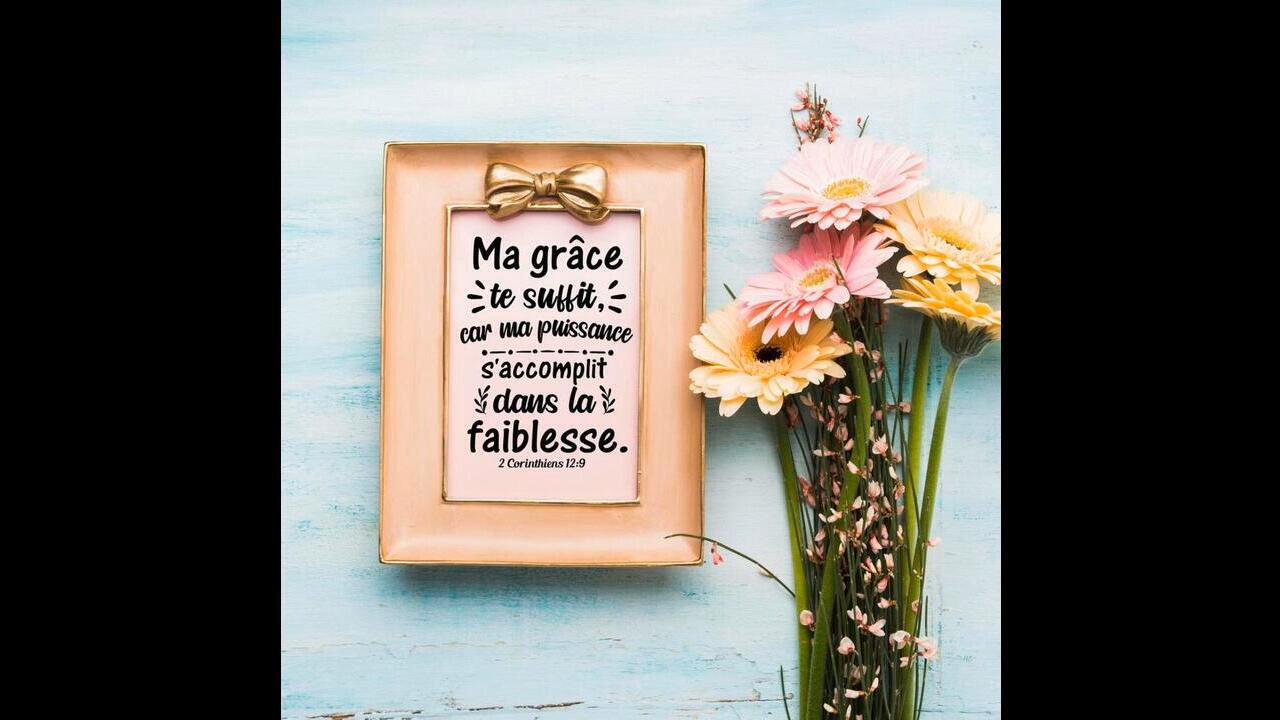 Ma grâce
te suffit,
car ma puissance
s'accomplit
dans la
faiblesse.
2 Corinthiens 12:9